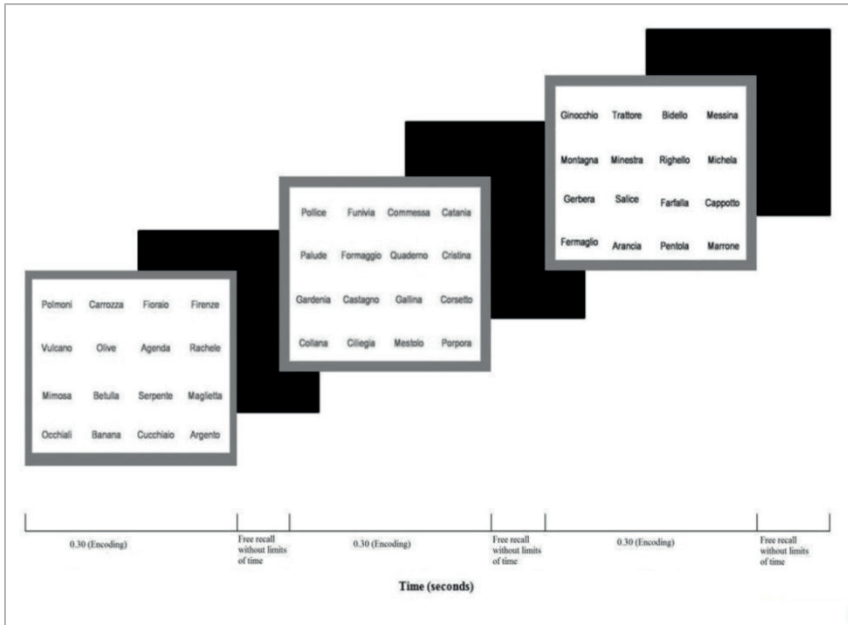 Ginocchio Trattore Bidello Messina
Montagna Minestra Righello Michela
Gerbera Salice Farfalla Cappotto
Fermaglio Arancia Pentola Marrone
Pollice Funivia Commessa Catania
Palude Formaggio Quaderno Cristina
Gardenia Castagno Gallina Corsetto
Collana Ciliegia Mestolo Porpora
Polmoni Carrozza Fioraio Firenze
Vulcano Olive Agenda Rachele
Mimosa Betulla Serpente Maglietta
Occhiali Banana Cucchiaio Argento
0.30 (Encoding)
Free recall
without limits
of time
0.30 (Encoding)
Free recall
without limits
of time
0.30 (Encoding)
Free recall
without limits
of time
Time (seconds)